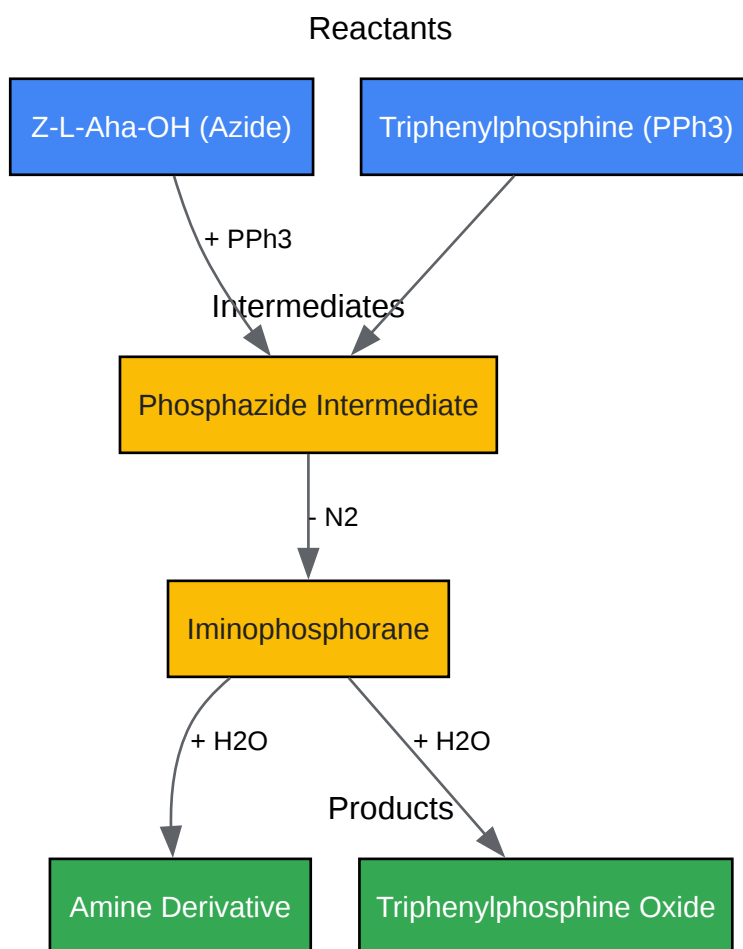 Reactants
Z-L-Aha-OH (Azide)
Triphenylphosphine (PPh3)
+ PPh3
Intermediates
Phosphazide Intermediate
- N2
Iminophosphorane
+ H2O
+ H2O
Products
Amine Derivative
Triphenylphosphine Oxide